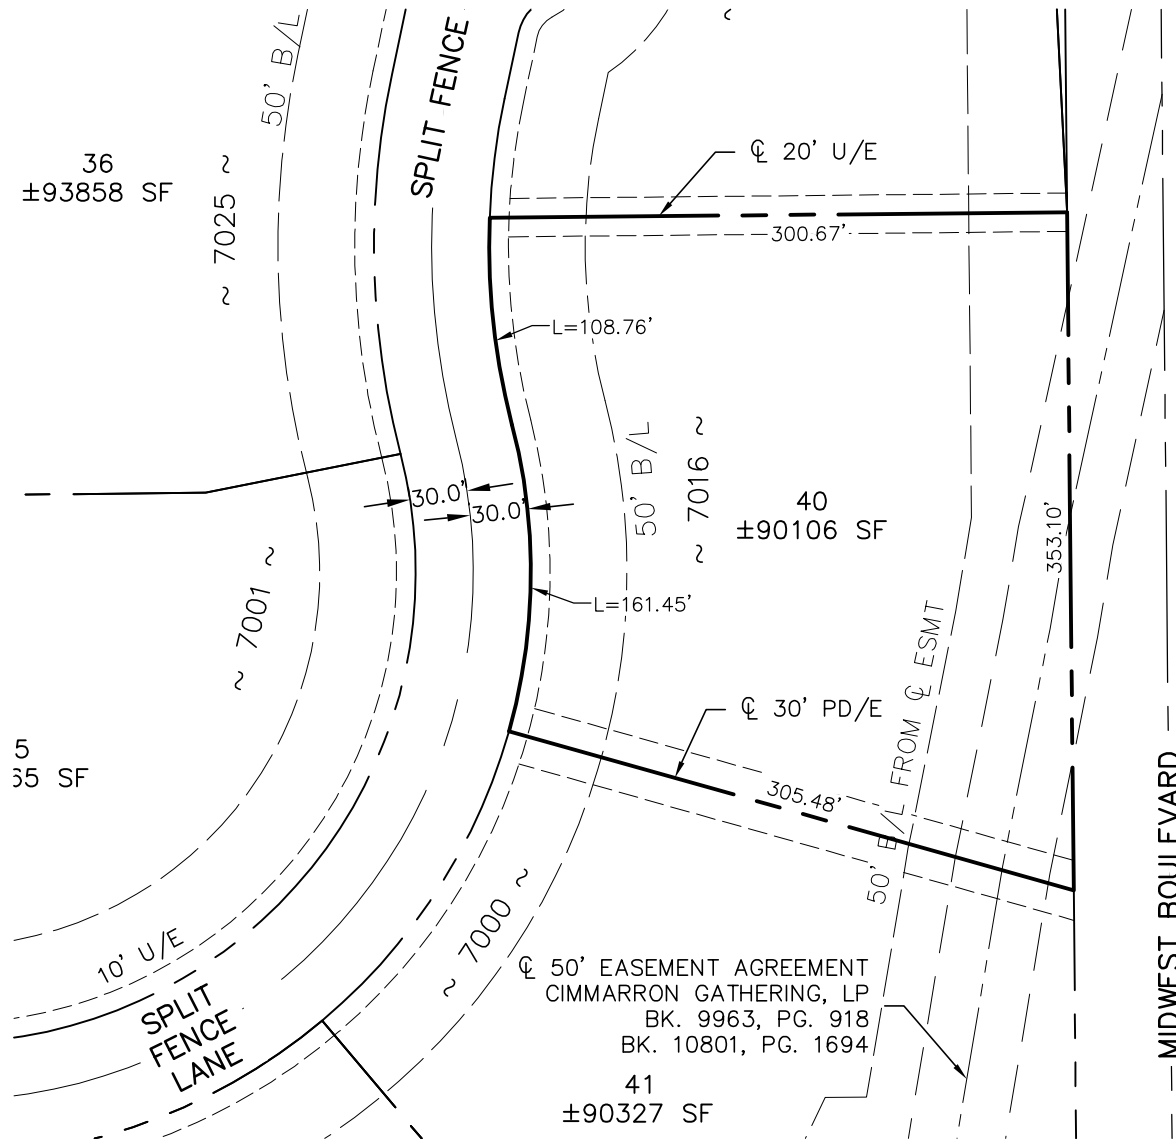 50' B/L
SPLIT FENCE
36
±93858 SF
~ 7025 ~
℄ 20' U/E
300.67'
L=108.76'
50' B/L
~ 7016 ~
40
±90106 SF
353.10'
30.0'
30.0'
~ 7001 ~
L=161.45'
50' B/L FROM ℄ ESMT
℄ 30' PD/E
305.48'
5
65 SF
MIDWEST BOULEVARD
~ 7000 ~
10' U/E
SPLIT
FENCE
LANE
℄ 50' EASEMENT AGREEMENT
CIMMARRON GATHERING, LP
BK. 9963, PG. 918
BK. 10801, PG. 1694
41
±90327 SF